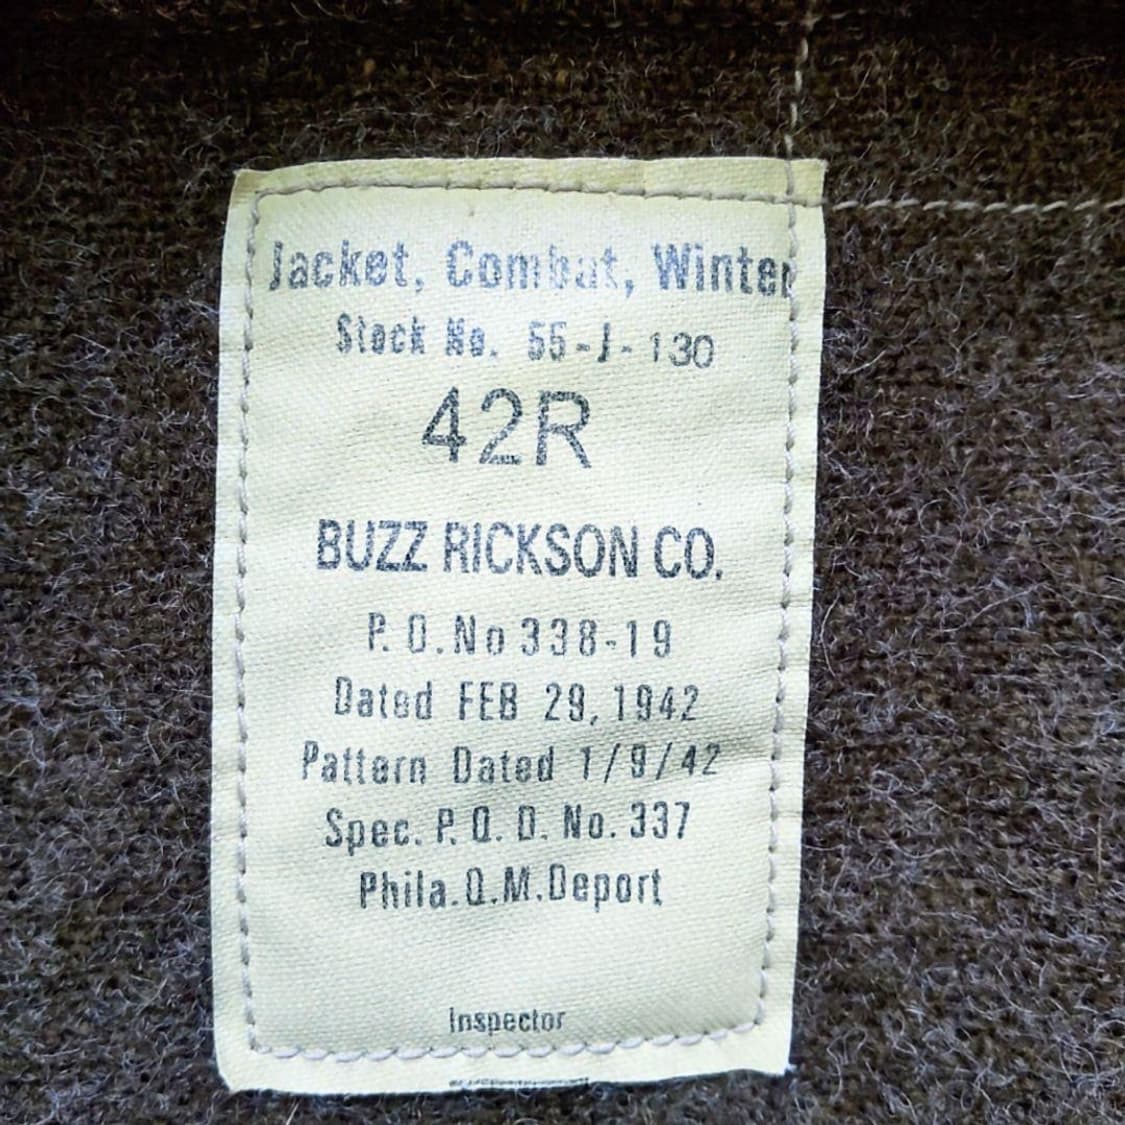 Jacket, Combat, Winter
Stock No. 55-J-130
42R
BUZZ RICKSON CO.
P.O.No 338-19
Dated FEB 29, 1942
Pattern Dated 1/9/42
Spec. P. Q. D. No. 337
Phila.Q.M.Deport
Inspector